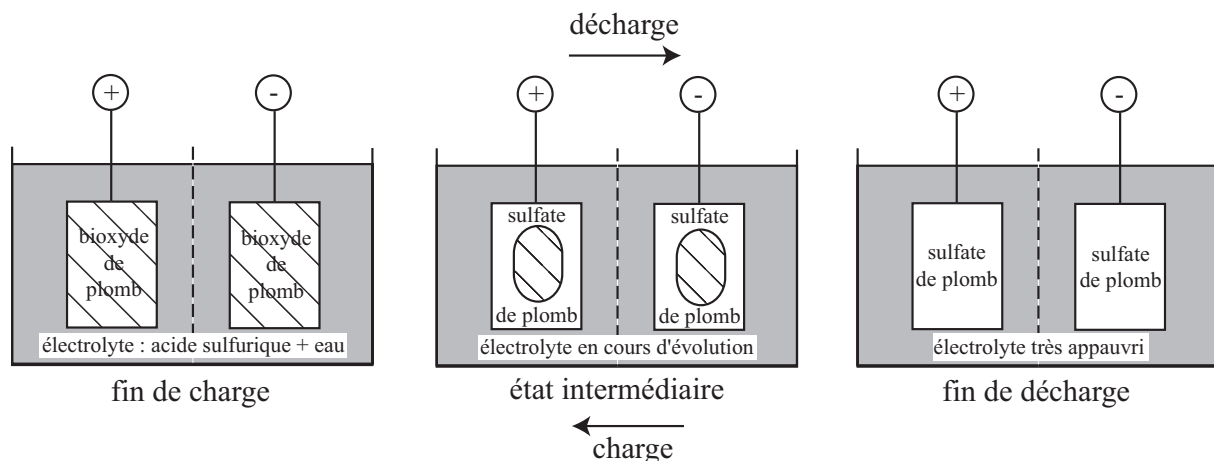 décharge
+
-
bioxyde
de
plomb
bioxyde
de
plomb
électrolyte : acide sulfurique + eau
fin de charge
+
-
sulfate
de plomb
sulfate
de plomb
électrolyte en cours d'évolution
état intermédiaire
charge
+
-
sulfate
de plomb
sulfate
de plomb
électrolyte très appauvri
fin de décharge